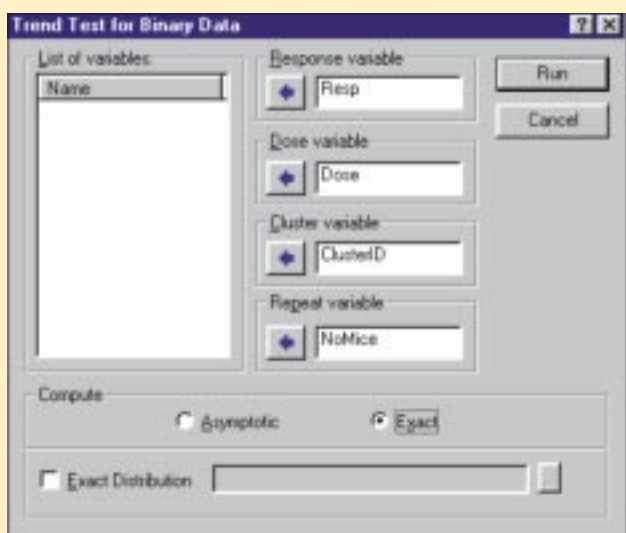 Trend Test for Binary Data
List of variables:
Name
Response variable
Resp
Dose variable
Dose
Cluster variable
ClusterID
Repeat variable
NoMice
Run
Cancel
Compute
Asymptotic
Exact
Exact Distribution